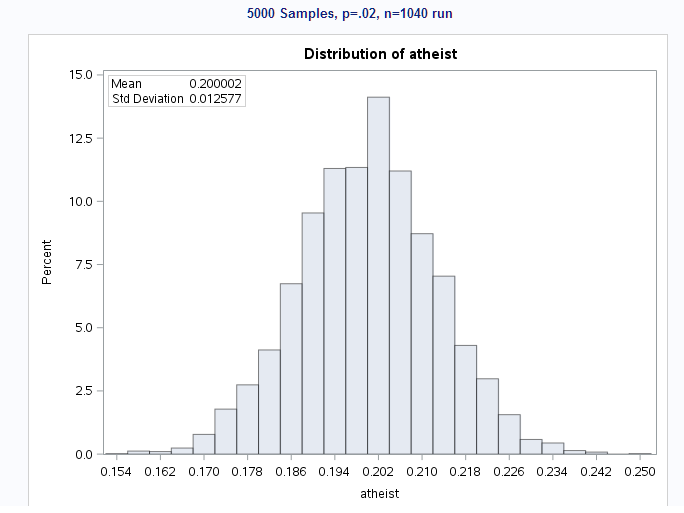 5000 Samples, p=.02, n=1040 run
Distribution of atheist
Mean 0.200002
Std Deviation 0.012577
15.0
12.5
10.0
7.5
5.0
2.5
0.0
Percent
0.154 0.162 0.170 0.178 0.186 0.194 0.202 0.210 0.218 0.226 0.234 0.242 0.250
atheist